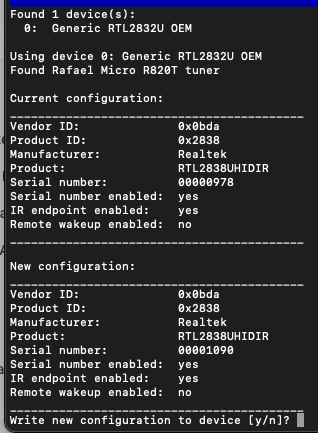 Found 1 device(s):
0: Generic RTL2832U OEM
Using device 0: Generic RTL2832U OEM
Found Rafael Micro R820T tuner
Current configuration:
__________________________________________
Vendor ID: 0x0bda
Product ID: 0x2838
Manufacturer: Realtek
Product: RTL2838UHIDIR
Serial number: 00000978
Serial number enabled: yes
IR endpoint enabled: yes
Remote wakeup enabled: no
__________________________________________
New configuration:
__________________________________________
Vendor ID: 0x0bda
Product ID: 0x2838
Manufacturer: Realtek
Product: RTL2838UHIDIR
Serial number: 00001090
Serial number enabled: yes
IR endpoint enabled: yes
Remote wakeup enabled: no
__________________________________________
Write new configuration to device [y/n]?